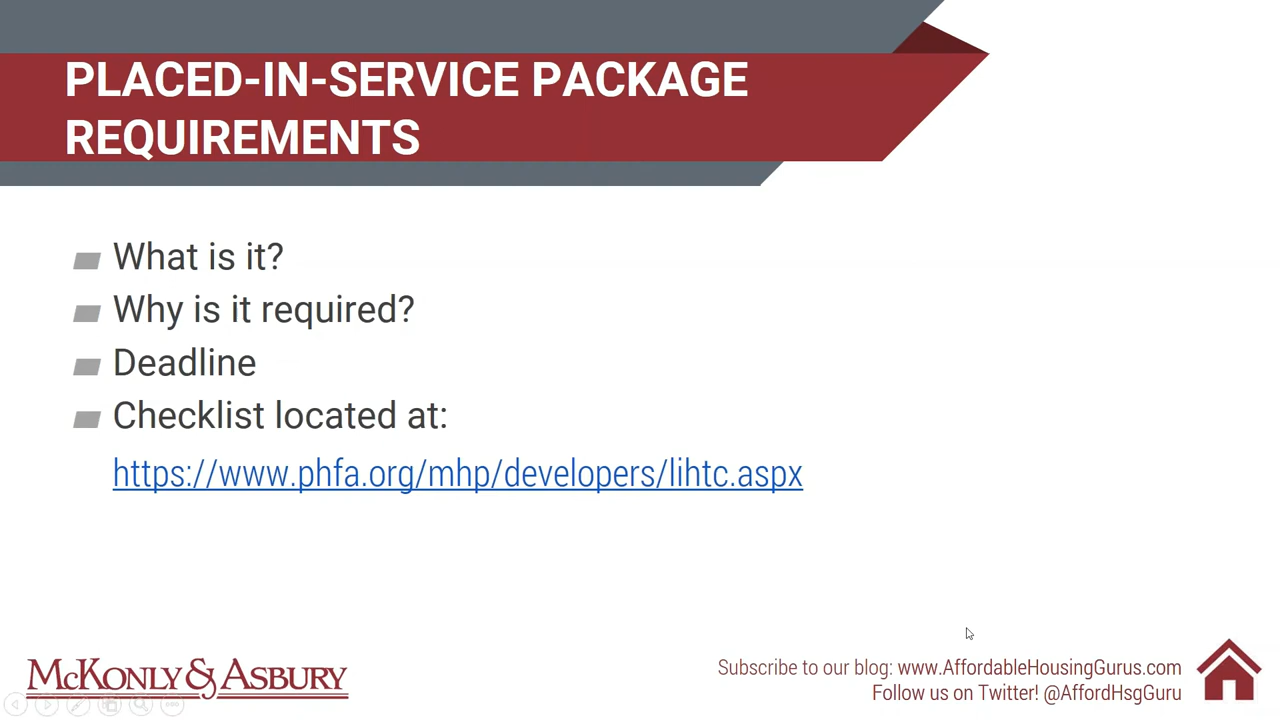 PLACED-IN-SERVICE PACKAGE
REQUIREMENTS
What is it?
Why is it required?
Deadline
Checklist located at:
https://www.phfa.org/mhp/developers/lihtc.aspx
McKonly & Asbury
Subscribe to our blog: www.AffordableHousingGurus.com
Follow us on Twitter! @AffordHsgGuru